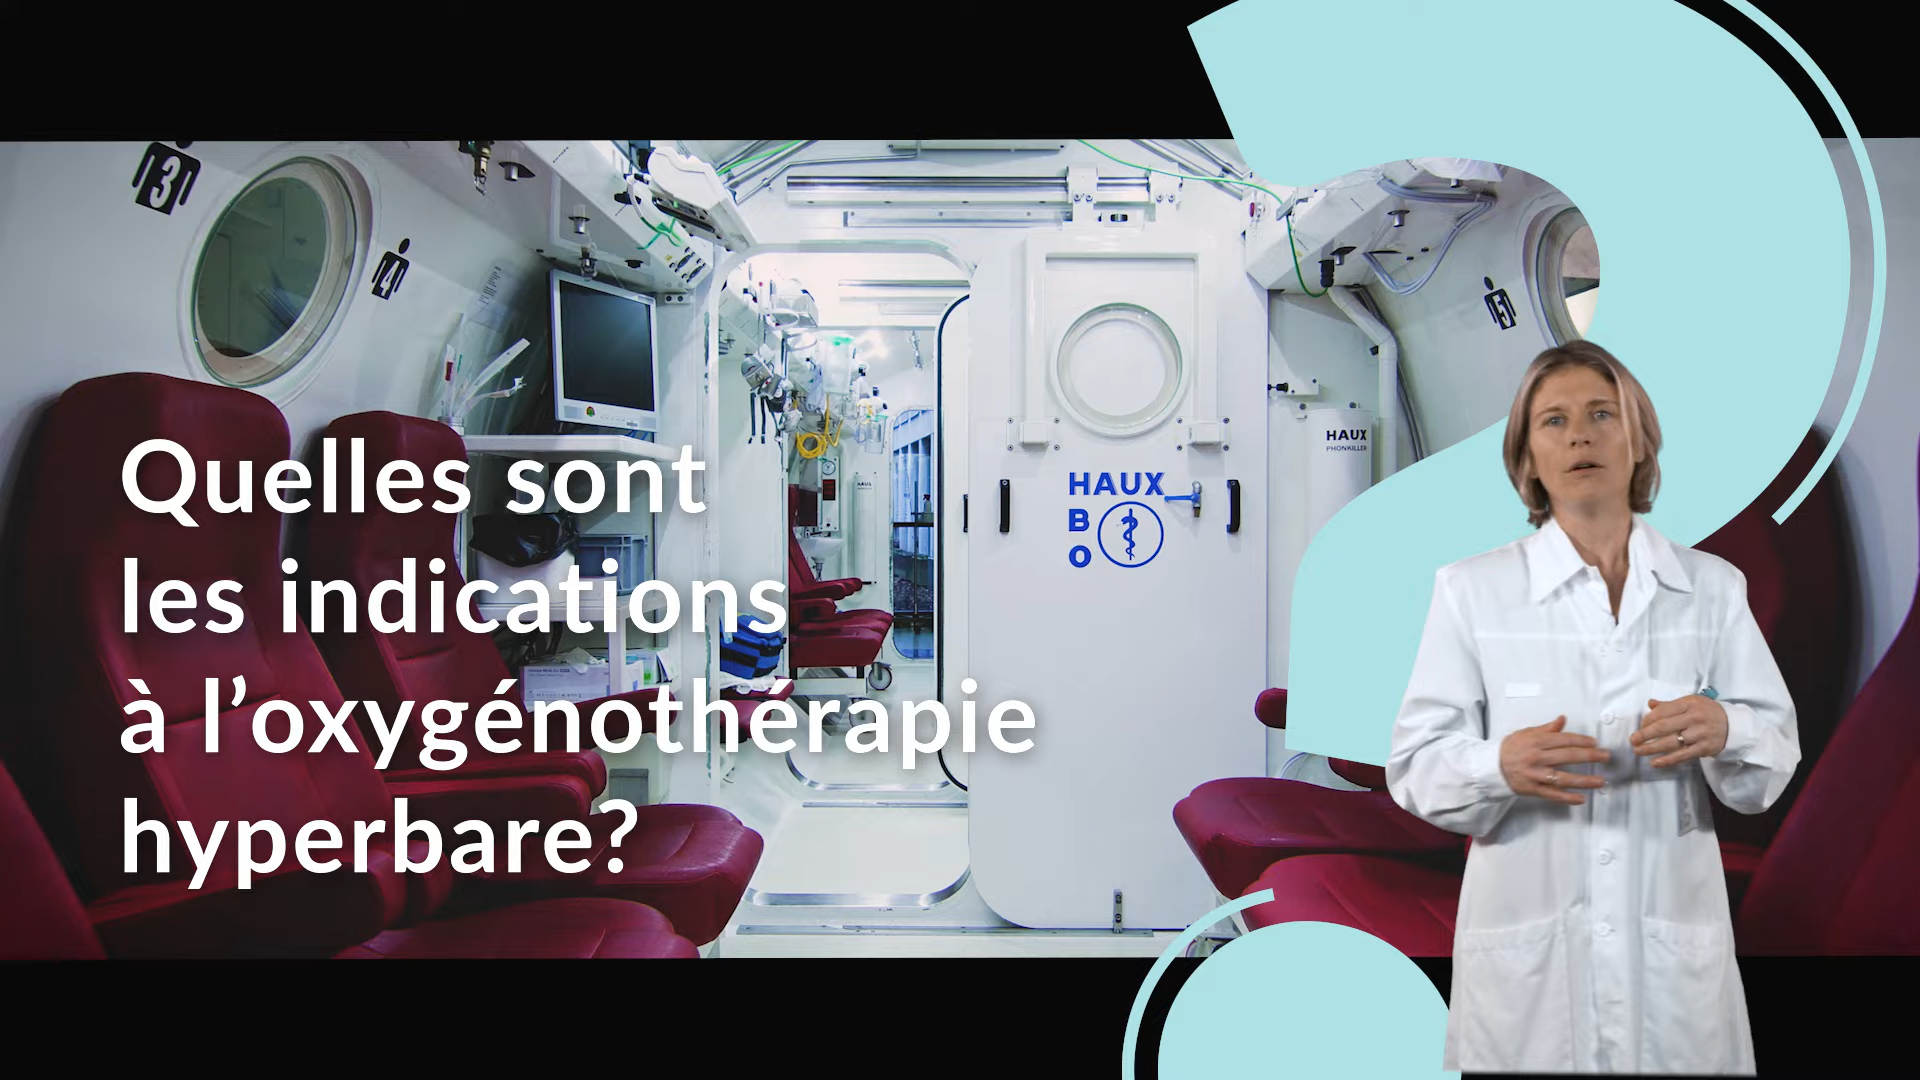 3
4
5
HAUX
PHONKILLER
HAUX
B
O
Quelles sont
les indications
à l’oxygénothérapie
hyperbare?